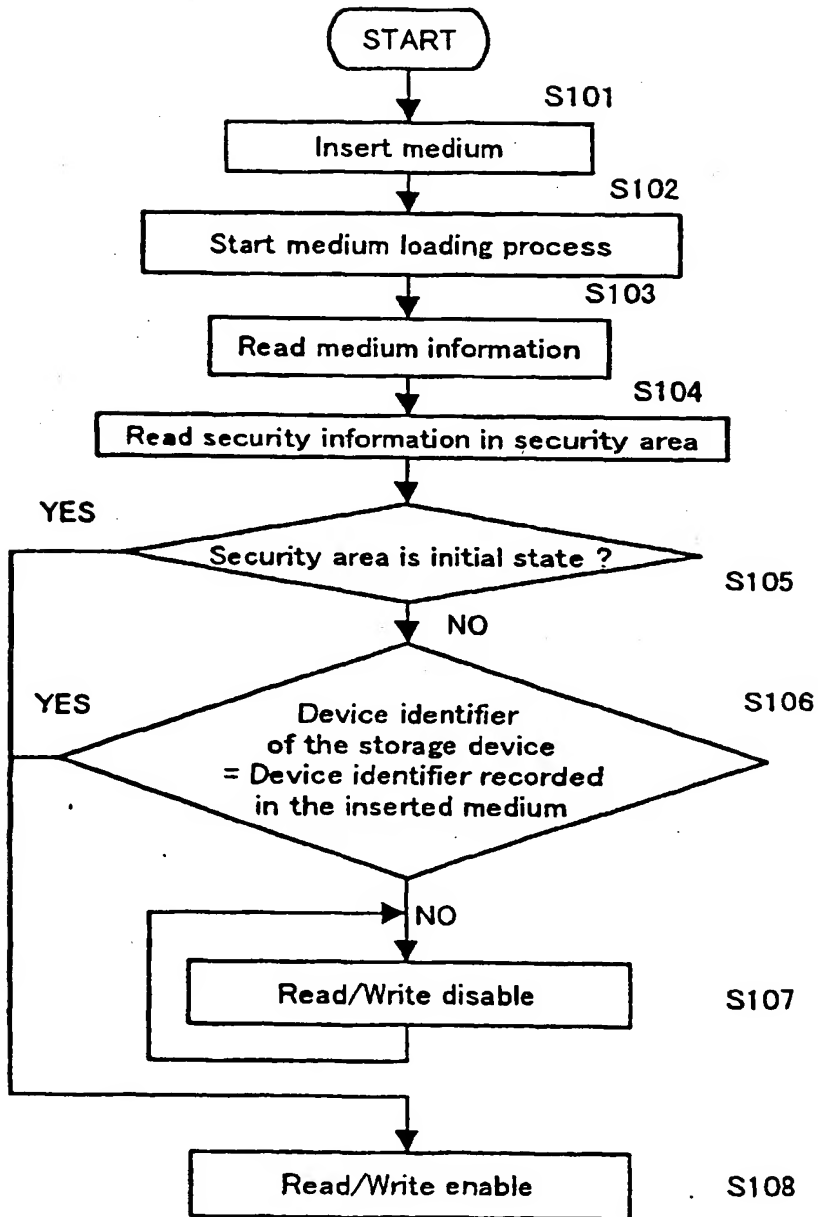 START
S101
Insert medium
S102
Start medium loading process
S103
Read medium information
S104
Read security information in security area
YES
Security area is initial state ?
S105
NO
YES
S106
Device identifier
of the storage device
= Device identifier recorded
in the inserted medium
NO
Read/Write disable
S107
Read/Write enable
S108